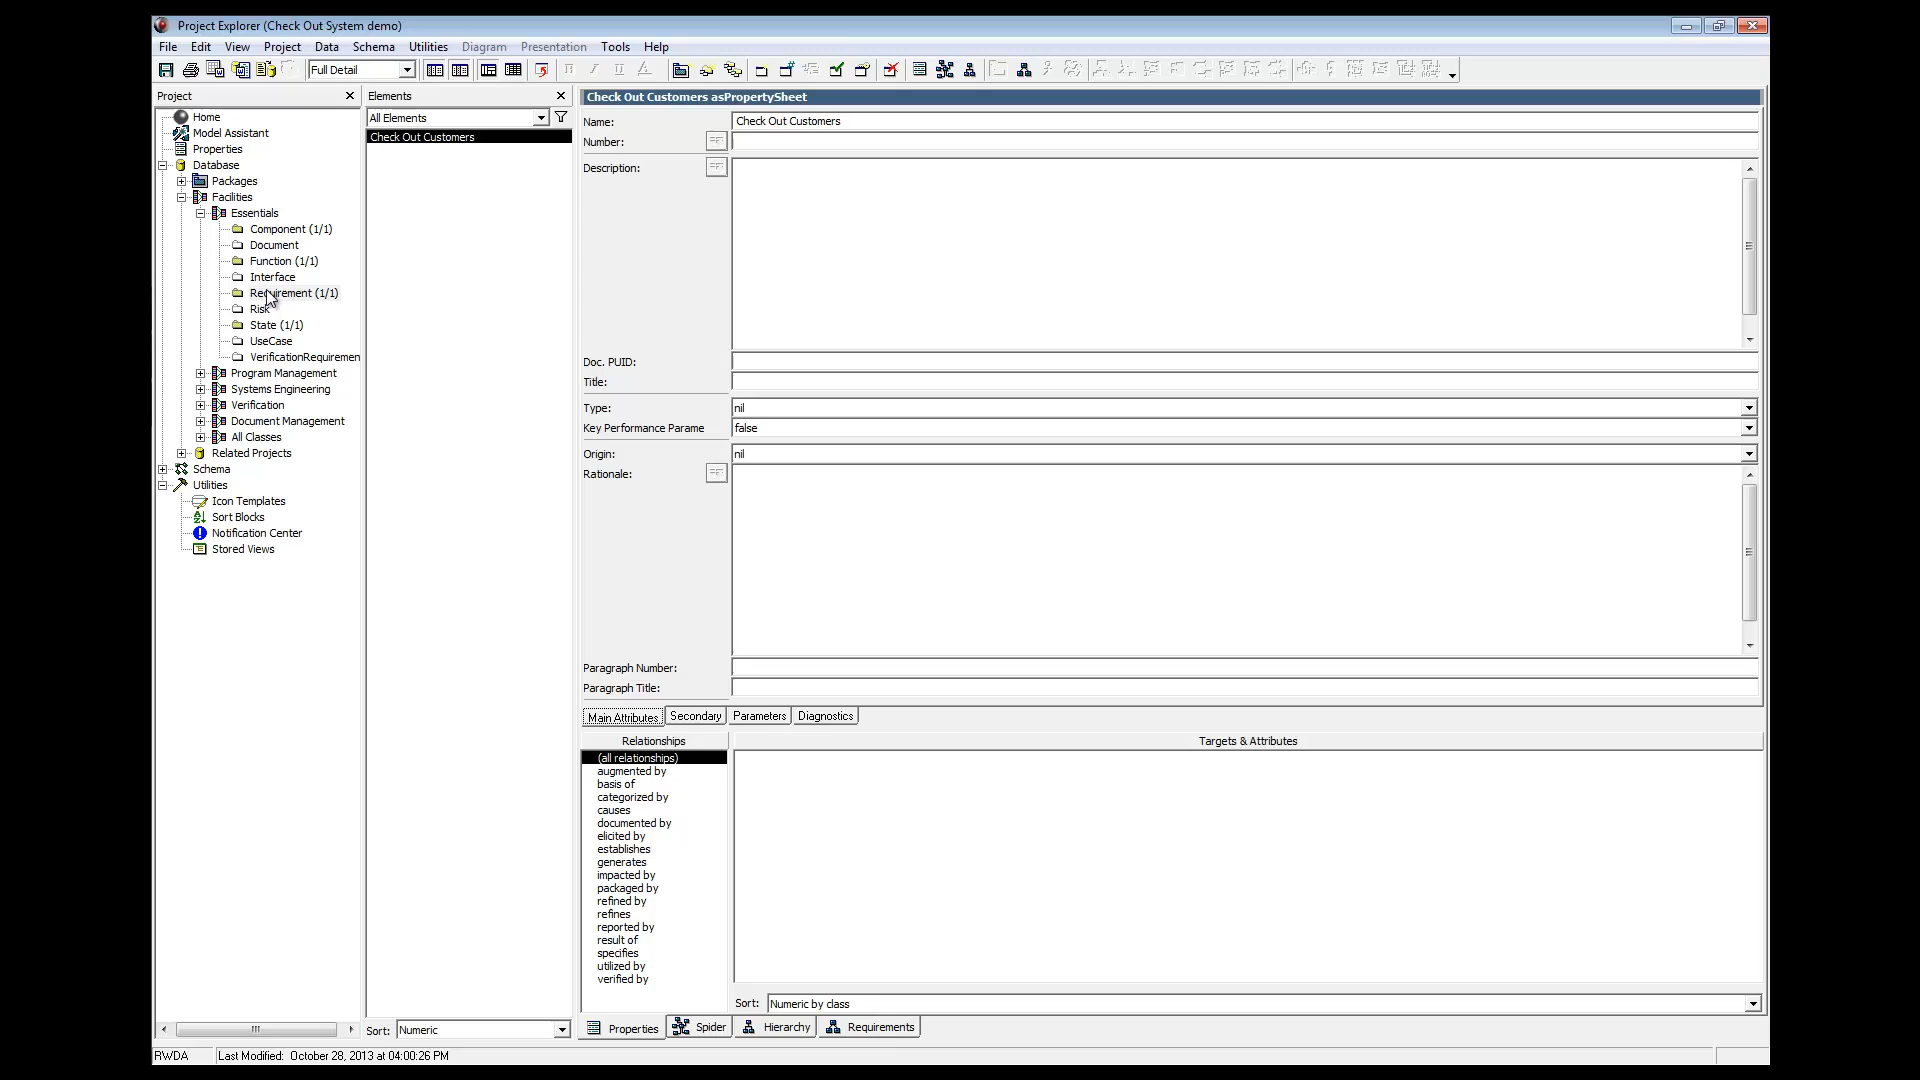 Project Explorer (Check Out System demo)
File Edit View Project Data Schema Utilities Diagram Presentation Tools Help
Full Detail
Project
Home
Model Assistant
Properties
Database
Packages
Facilities
Essentials
Component (1/1)
Document
Function (1/1)
Interface
Requirement (1/1)
Risk
State (1/1)
UseCase
VerificationRequiremen
Program Management
Systems Engineering
Verification
Document Management
All Classes
Related Projects
Schema
Utilities
Icon Templates
Sort Blocks
Notification Center
Stored Views
Elements
All Elements
Check Out Customers
Sort: Numeric
Check Out Customers asPropertySheet
Name: Check Out Customers
Number:
Description:
Doc. PUID:
Title:
Type: nil
Key Performance Parame false
Origin: nil
Rationale:
Paragraph Number:
Paragraph Title:
Main Attributes Secondary Parameters Diagnostics
Relationships
(all relationships)
augmented by
basis of
categorized by
causes
documented by
elicited by
establishes
generates
impacted by
packaged by
refined by
refines
reported by
result of
specifies
utilized by
verified by
Targets & Attributes
Sort: Numeric by class
Properties Spider Hierarchy Requirements
RWDA Last Modified: October 28, 2013 at 04:00:26 PM